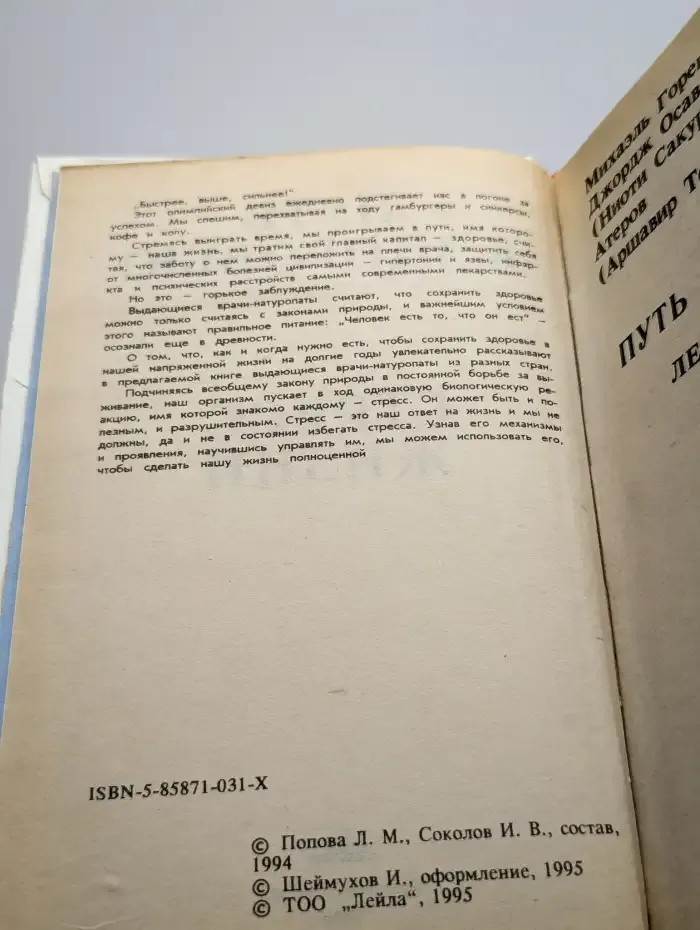 „Быстрее, выше, сильнее!“
Этот олимпийский девиз ежедневно подстегивает нас в погоне за
успехом. Мы спешим, перехватывая на ходу гамбургеры и сникерсы,
кофе и колу.
Стремясь выиграть время, мы проигрываем в пути, имя которо-
му – наша жизнь, мы тратим свой главный капитал – здоровье, счи-
тая, что заботу о нем можно переложить на плечи врача, защитить себя
от многочисленных болезней цивилизации – гипертонии и язвы, инфар-
кта и психических расстройств самыми современными лекарствами.
Но это – горькое заблуждение.
Выдающиеся врачи-натуропаты считают, что сохранить здоровье
можно только считаясь с законами природы, и важнейшим условием
этого называют правильное питание: „Человек есть то, что он ест“ –
осознали еще в древности.
О том, что, как и когда нужно есть, чтобы сохранить здоровье в
нашей напряженной жизни на долгие годы увлекательно рассказывают
в предлагаемой книге выдающиеся врачи-натуропаты из разных стран.
Подчиняясь всеобщему закону природы в постоянной борьбе за вы-
живание, наш организм пускает в ход одинаковую биологическую ре-
акцию, имя которой знакомо каждому – стресс. Он может быть и по-
лезным, и разрушительным. Стресс – это наш ответ на жизнь и мы не
должны, да и не в состоянии избегать стресса. Узнав его механизмы
и проявления, научившись управлять им, мы можем использовать его,
чтобы сделать нашу жизнь полноценной
ISBN-5-85871-031-X
© Попова Л. М., Соколов И. В., состав,
1994
© Шеймухов И., оформление, 1995
© ТОО „Лейла“, 1995
Михаэль
Джордж
(Ниоти
Атеров
(Аршавир
ПУТЬ